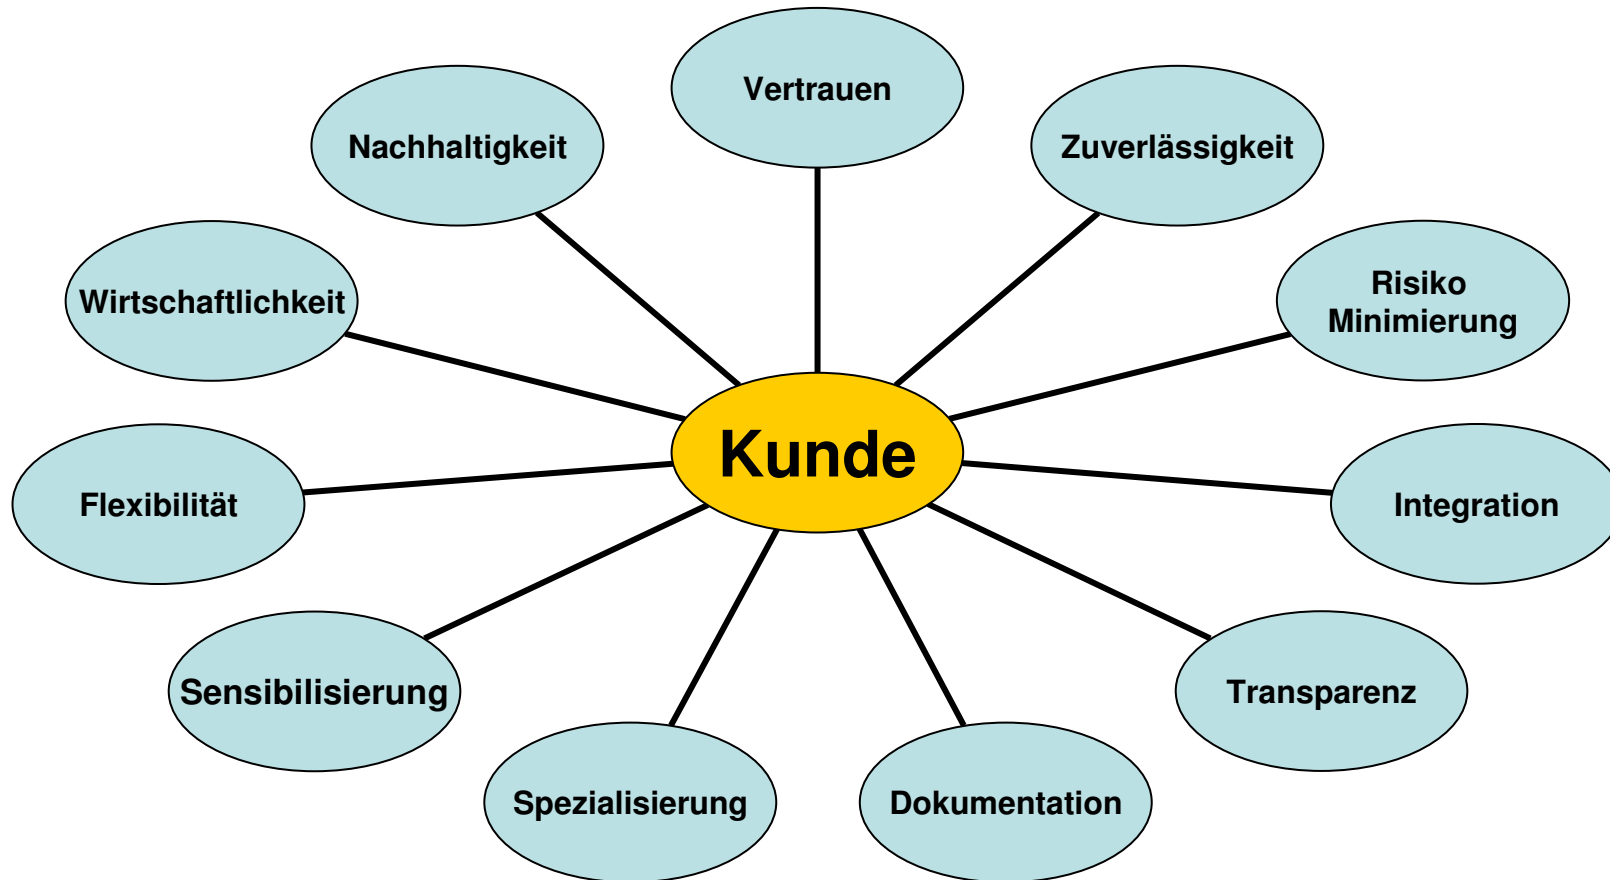 Vertrauen
Nachhaltigkeit
Zuverlässigkeit
Wirtschaftlichkeit
Risiko
Minimierung
Kunde
Flexibilität
Integration
Sensibilisierung
Transparenz
Spezialisierung
Dokumentation